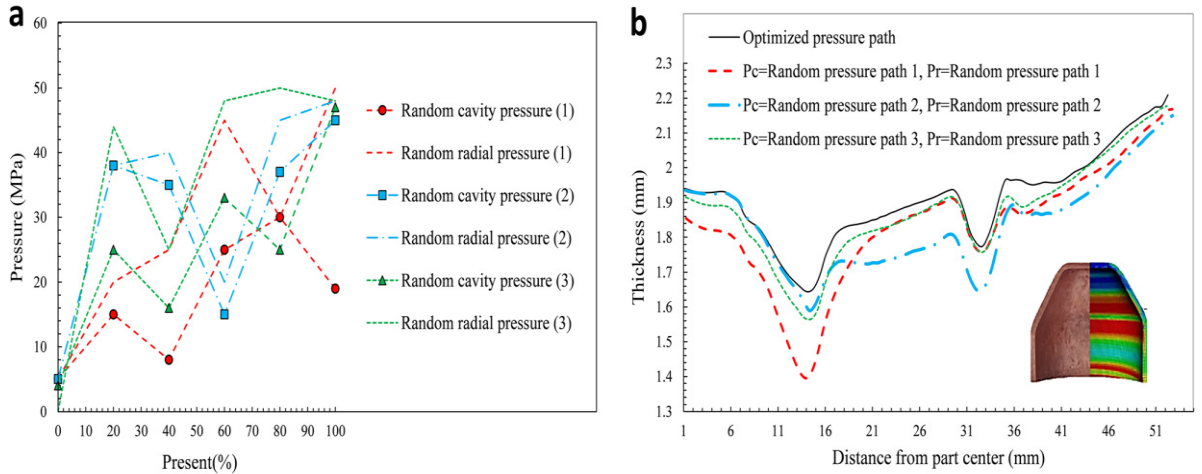 a
60
50
40
30
20
10
0
Pressure (MPa)
0 10 20 30 40 50 60 70 80 90 100
Present(%)
Random cavity pressure (1)
Random radial pressure (1)
Random cavity pressure (2)
Random radial pressure (2)
Random cavity pressure (3)
Random radial pressure (3)
b
Optimized pressure path
Pc=Random pressure path 1, Pr=Random pressure path 1
Pc=Random pressure path 2, Pr=Random pressure path 2
Pc=Random pressure path 3, Pr=Random pressure path 3
2.3
2.2
2.1
2
1.9
1.8
1.7
1.6
1.5
1.4
1.3
Thickness (mm)
1 6 11 16 21 26 31 36 41 46 51
Distance from part center (mm)